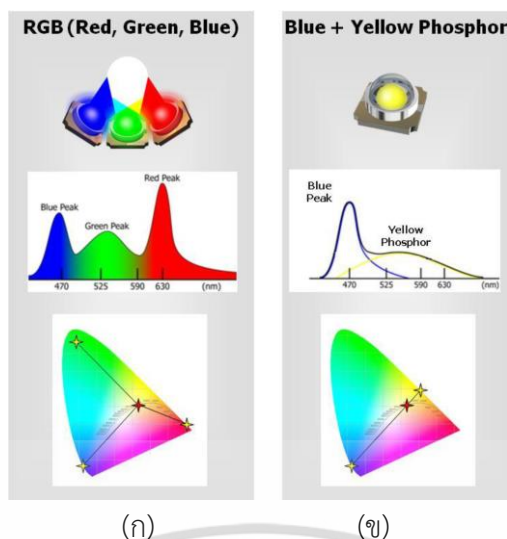 RGB (Red, Green, Blue)
Blue Peak
Green Peak
Red Peak
470 525 590 630 (nm)
(ก)
Blue + Yellow Phosphor
Blue
Peak
Yellow
Phosphor
470 525 590 630 (nm)
(ข)